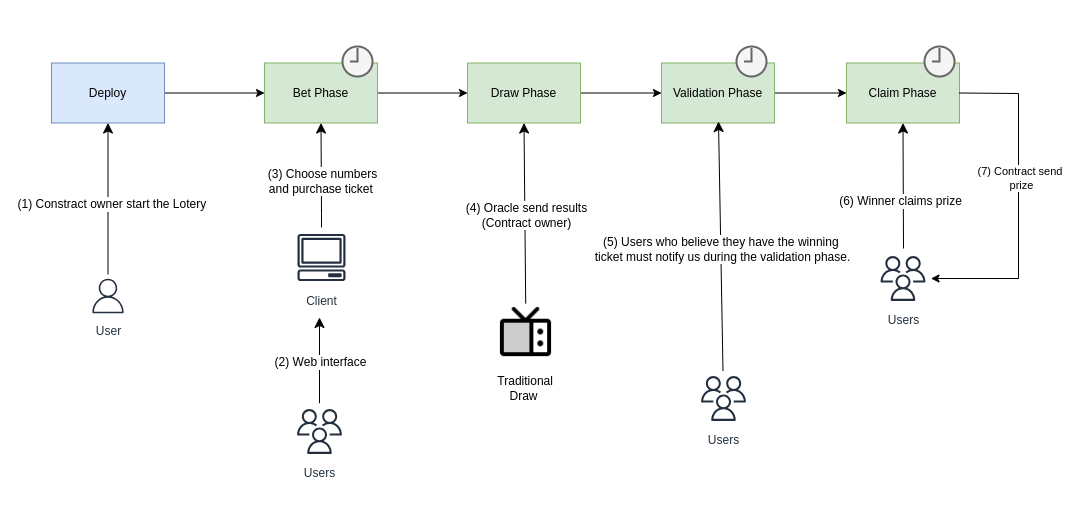 Deploy
Bet Phase
Draw Phase
Validation Phase
Claim Phase
(1) Constract owner start the Lotery
User
(3) Choose numbers
and purchase ticket
Client
(2) Web interface
Users
(4) Oracle send results
(Contract owner)
Traditional
Draw
(5) Users who believe they have the winning
ticket must notify us during the validation phase.
Users
(6) Winner claims prize
Users
(7) Contract send
prize